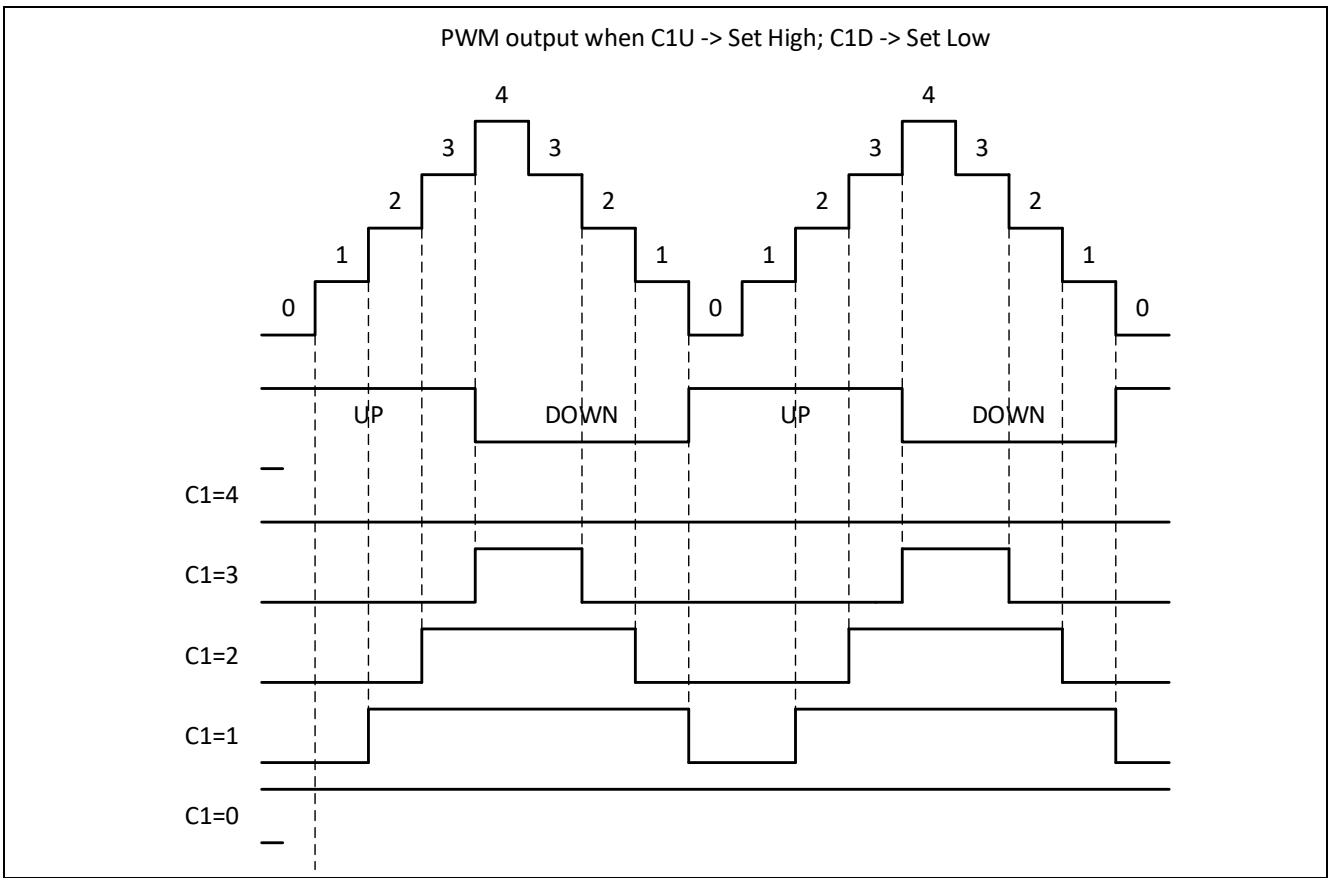 PWM output when C1U -> Set High; C1D -> Set Low
4 4
3 3 3 3
2 2 2 2
1 1 1 1
0 0 0
UP DOWN UP DOWN
C1=4
C1=3
C1=2
C1=1
C1=0